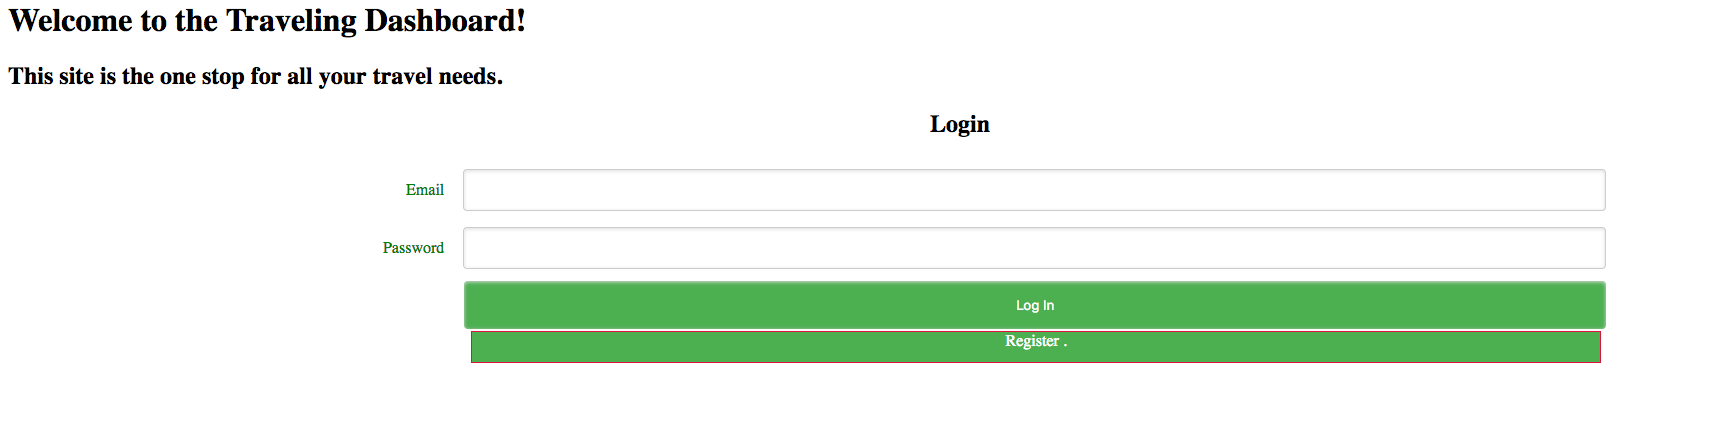 Welcome to the Traveling Dashboard!
This site is the one stop for all your travel needs.
Login
Email
Password
Log In
Register .